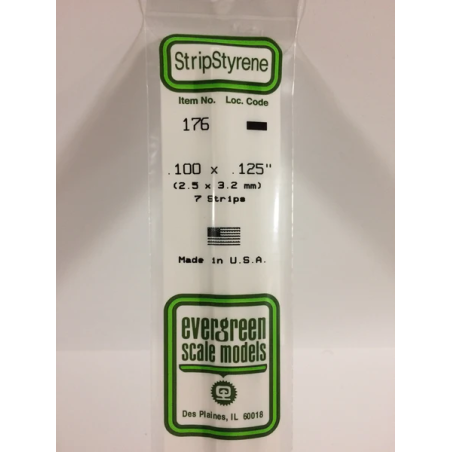 StripStyrene
Item No. Loc. Code
176
.100 x .125"
(2.5 x 3.2 mm)
7 Strips
Made in U.S.A.
evergreen
scale models
Des Plaines, IL 60018